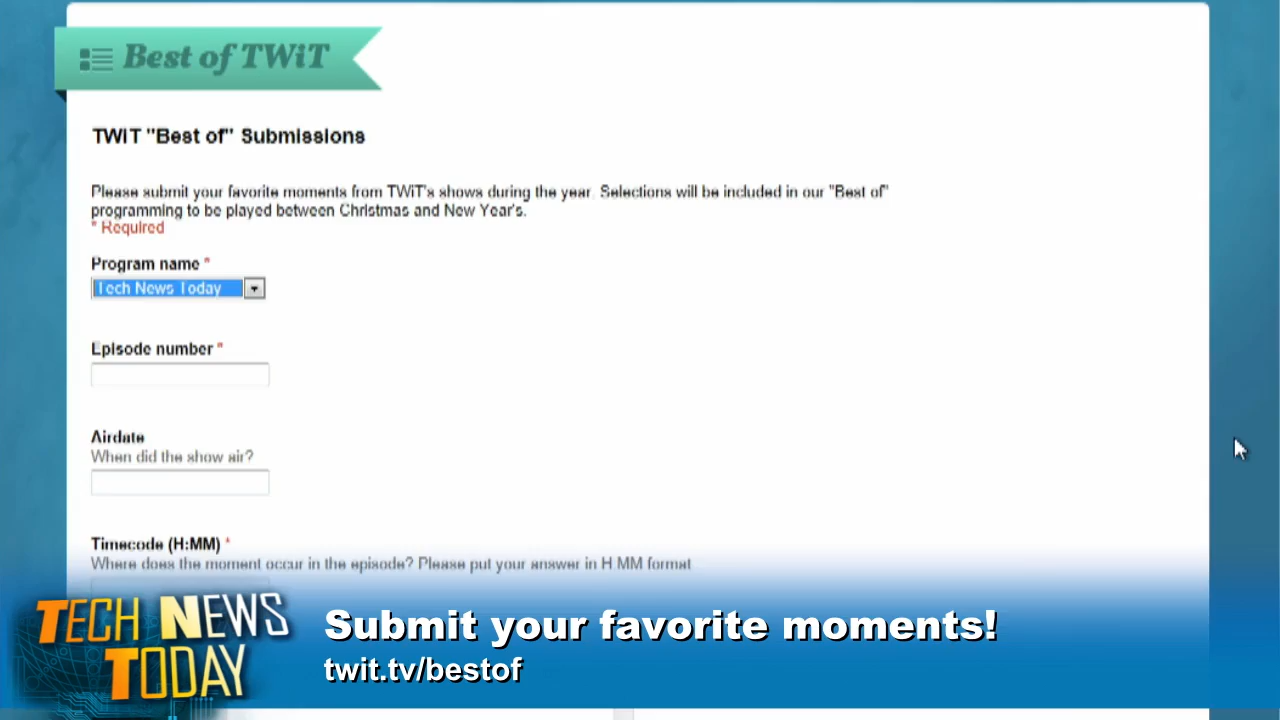 Best of TWiT
TWiT "Best of" Submissions
Please submit your favorite moments from TWiT's shows during the year. Selections will be included in our "Best of"
programming to be played between Christmas and New Year's.
* Required
Program name *
Tech News Today
Episode number *
Airdate
When did the show air?
Timecode (H:MM) *
Where does the moment occur in the episode? Please put your answer in H MM format
TECH NEWS
TODAY
Submit your favorite moments!
twit.tv/bestof